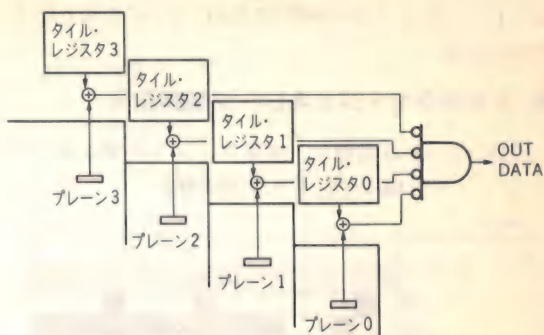 タイル・
レジスタ3
タイル・
レジスタ2
タイル・
レジスタ1
タイル・
レジスタ0
OUT
DATA
プレーン3
プレーン2
プレーン1
プレーン0